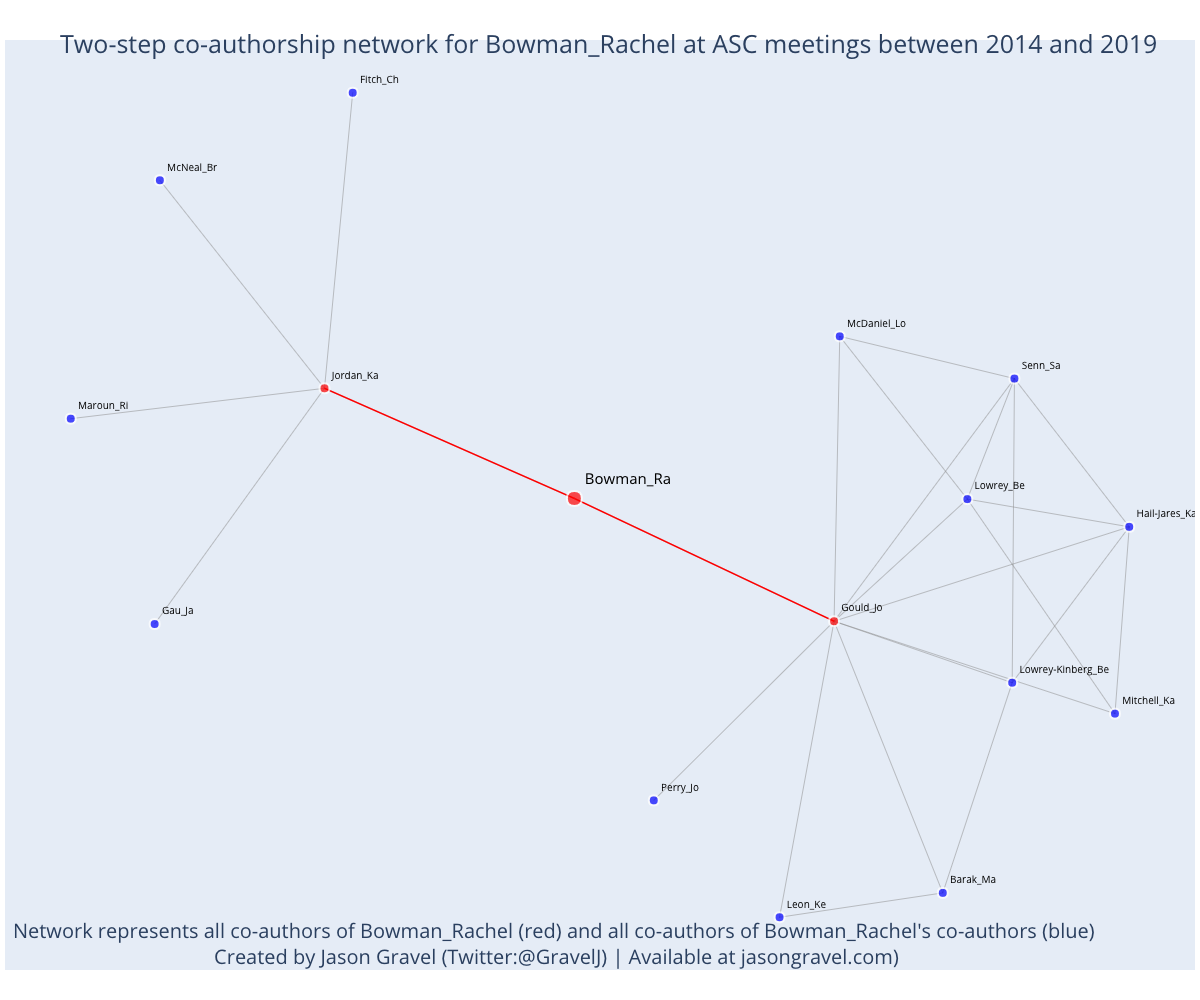 Two-step co-authorship network for Bowman_Rachel at ASC meetings between 2014 and 2019
Fitch_Ch
McNeal_Br
McDaniel_Lo
Senn_Sa
Jordan_Ka
Maroun_Ri
Bowman_Ra
Lowrey_Be
Hail-Jares_Ka
Gau_Ja
Gould_Jo
Lowrey-Kinberg_Be
Mitchell_Ka
Perry_Jo
Barak_Ma
Leon_Ke
Network represents all co-authors of Bowman_Rachel (red) and all co-authors of Bowman_Rachel's co-authors (blue)
Created by Jason Gravel (Twitter:@GravelJ) | Available at jasongravel.com)